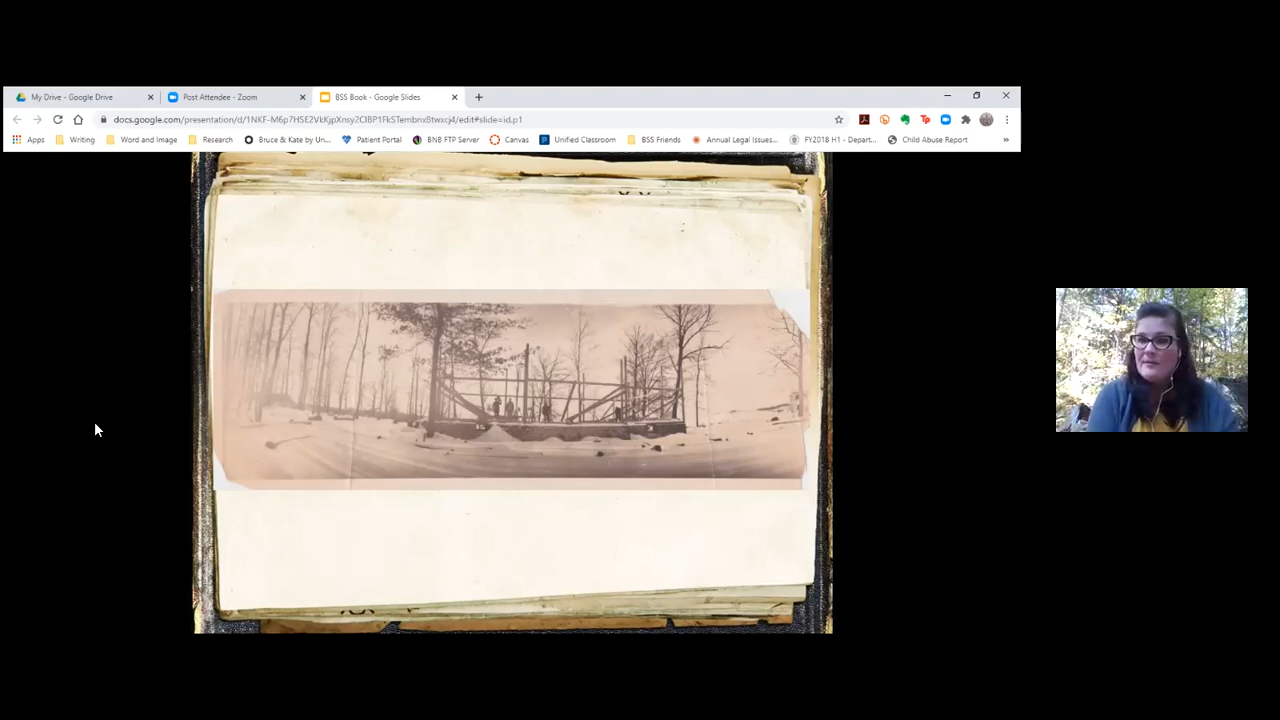 My Drive - Google Drive
Post Attendee - Zoom
BSS Book - Google Slides
docs.google.com/presentation/d/1NKF-M6p7HSE2VkKjpXnsy2ClBP1FkSTembnx8twxcj4/edit#slide=id.p1
Apps Writing Word and Image Research Bruce & Kate by Un... Patient Portal BNB FTP Server Canvas Unified Classroom BSS Friends Annual Legal Issues... FY2018 H1 - Depart... Child Abuse Report